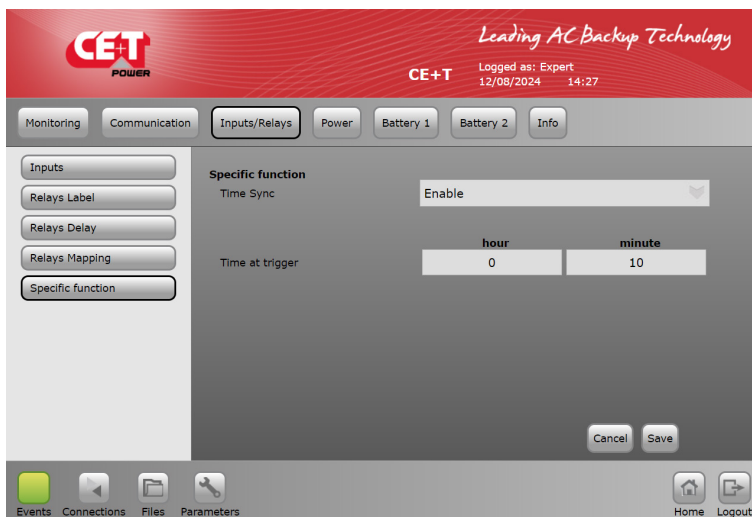 CE+T
POWER
Leading AC Backup Technology
CE+T
Logged as: Expert
12/08/2024 14:27
Monitoring Communication Inputs/Relays Power Battery 1 Battery 2 Info
Inputs
Relays Label
Relays Delay
Relays Mapping
Specific function
Specific function
Time Sync Enable
hour minute
Time at trigger 0 10
Cancel Save
Events Connections Files Parameters Home Logout